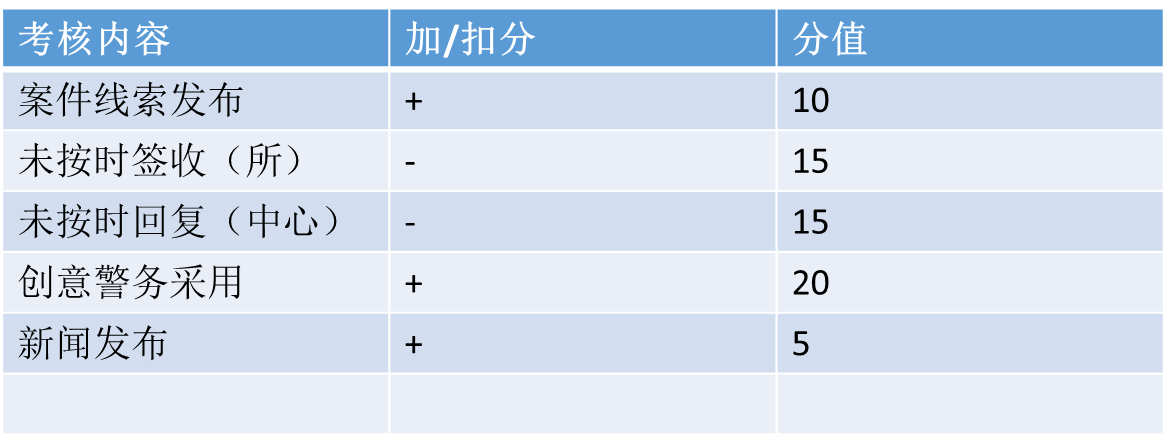 考核内容 加/扣分 分值
案件线索发布 + 10
未按时签收（所） - 15
未按时回复（中心） - 15
创意警务采用 + 20
新闻发布 + 5